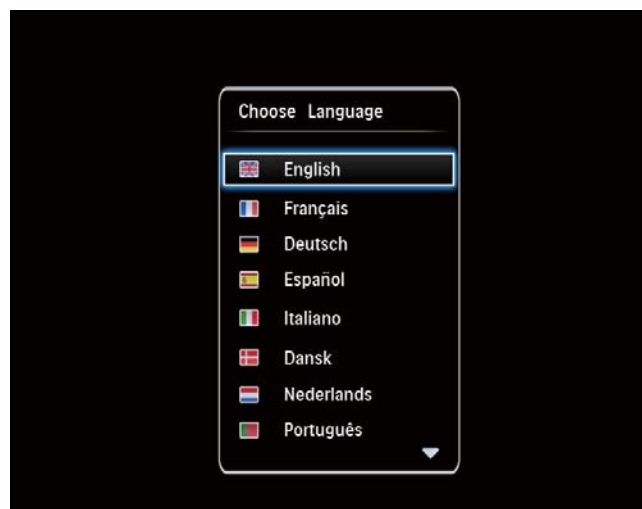 Choose Language
English
Français
Deutsch
Español
Italiano
Dansk
Nederlands
Português